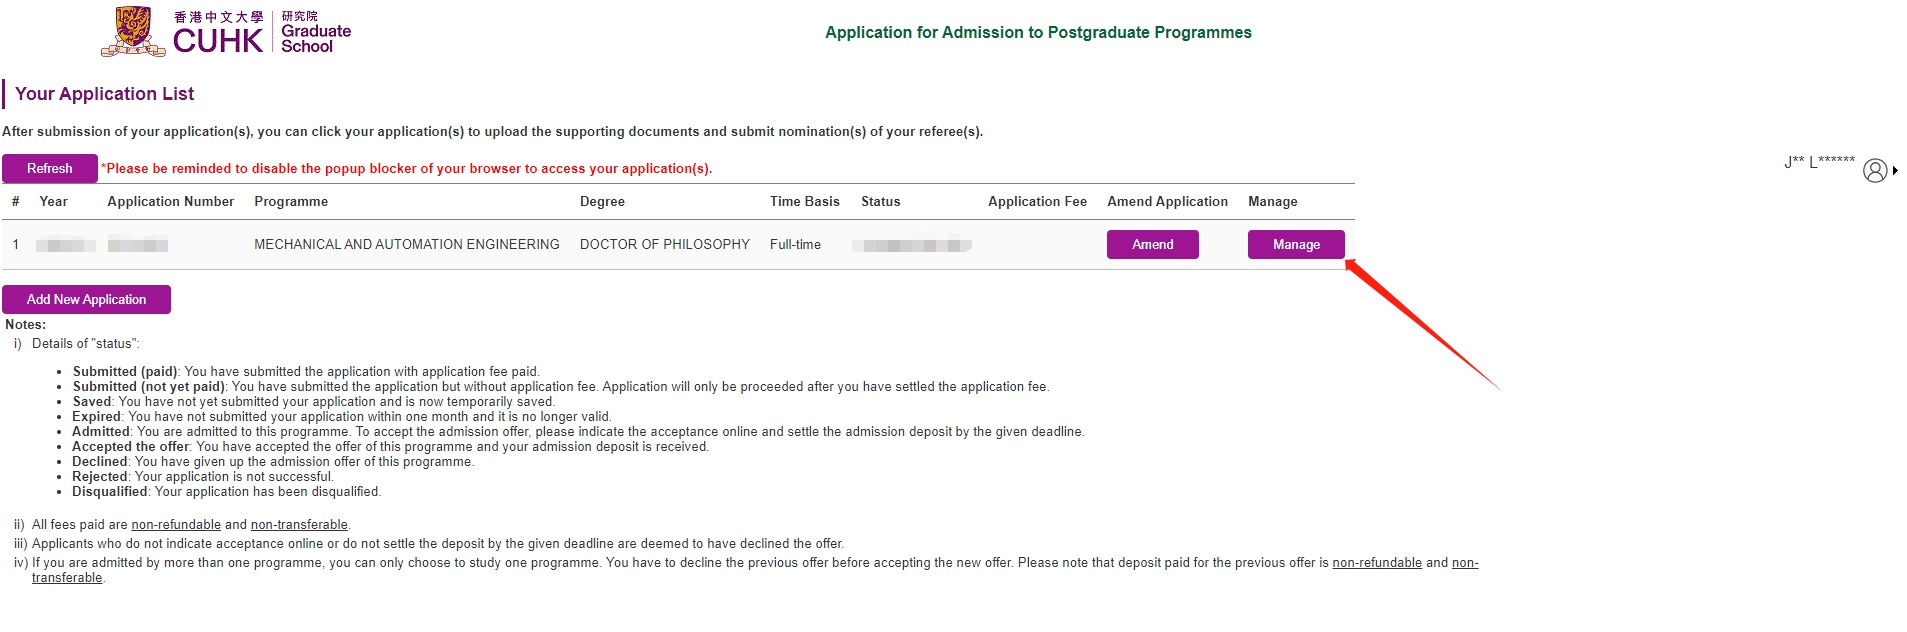 香港中文大學
CUHK
研究院
Graduate
School
Application for Admission to Postgraduate Programmes
Your Application List
After submission of your application(s), you can click your application(s) to upload the supporting documents and submit nomination(s) of your referee(s).
J** L******
Refresh *Please be reminded to disable the popup blocker of your browser to access your application(s).
# Year Application Number Programme Degree Time Basis Status Application Fee Amend Application Manage
1 MECHANICAL AND AUTOMATION ENGINEERING DOCTOR OF PHILOSOPHY Full-time Amend Manage
Add New Application
Notes:
i) Details of "status":
• Submitted (paid): You have submitted the application with application fee paid.
• Submitted (not yet paid): You have submitted the application but without application fee. Application will only be proceeded after you have settled the application fee.
• Saved: You have not yet submitted your application and is now temporarily saved.
• Expired: You have not submitted your application within one month and it is no longer valid.
• Admitted: You are admitted to this programme. To accept the admission offer, please indicate the acceptance online and settle the admission deposit by the given deadline.
• Accepted the offer: You have accepted the offer of this programme and your admission deposit is received.
• Declined: You have given up the admission offer of this programme.
• Rejected: Your application is not successful.
• Disqualified: Your application has been disqualified.
ii) All fees paid are non-refundable and non-transferable.
iii) Applicants who do not indicate acceptance online or do not settle the deposit by the given deadline are deemed to have declined the offer.
iv) If you are admitted by more than one programme, you can only choose to study one programme. You have to decline the previous offer before accepting the new offer. Please note that deposit paid for the previous offer is non-refundable and non-
transferable.